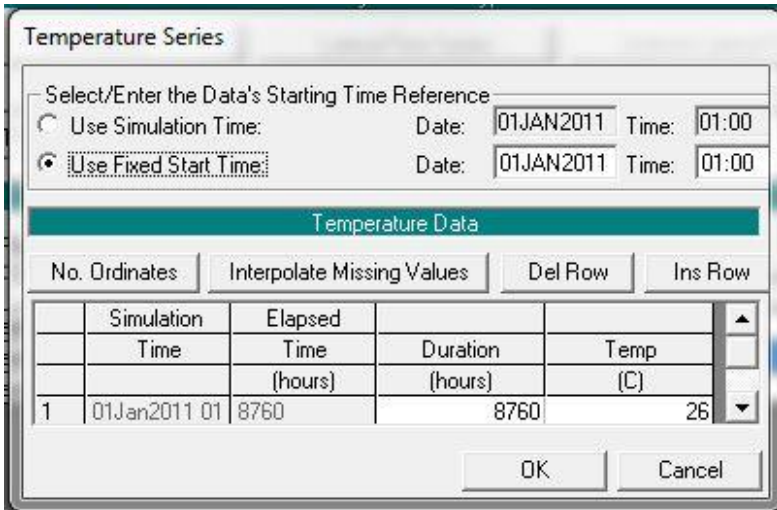 Temperature Series
Select/Enter the Data's Starting Time Reference
Use Simulation Time: Date: 01JAN2011 Time: 01:00
Use Fixed Start Time: Date: 01JAN2011 Time: 01:00
Temperature Data
No. Ordinates Interpolate Missing Values Del Row Ins Row
Simulation Elapsed
Time Time Duration Temp
(hours) (hours) (C)
1 01Jan2011 01 8760 8760 26
OK Cancel